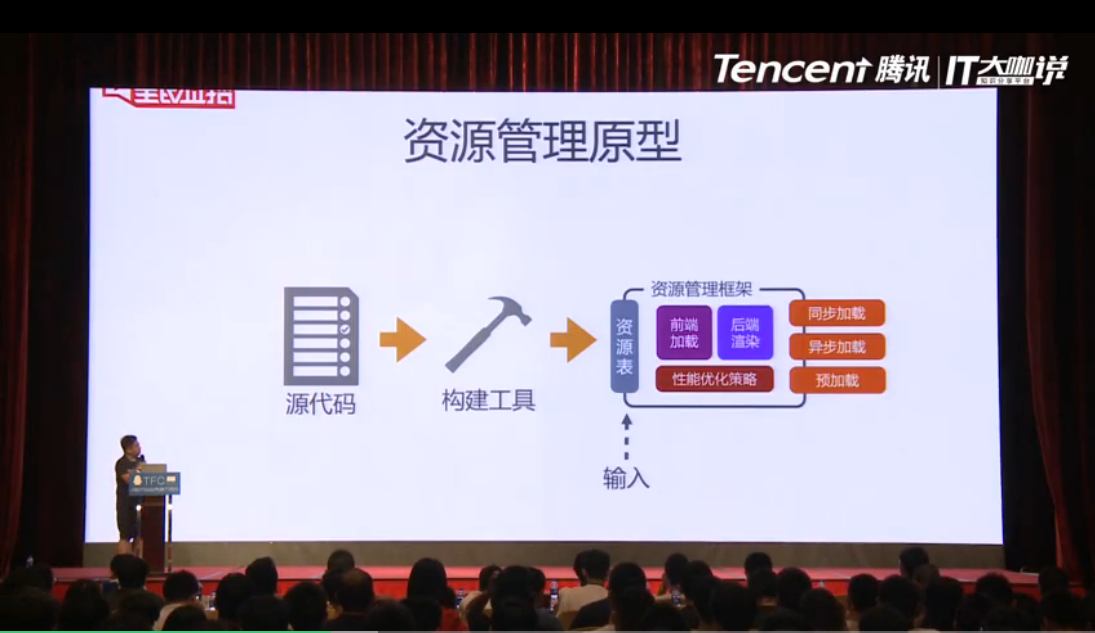 Tencent 腾讯 IT大咖说
知识分享平台
全民直播
资源管理原型
源代码
构建工具
资源管理框架
资源表
前端
加载
后端
渲染
性能优化策略
同步加载
异步加载
预加载
输入
TFC